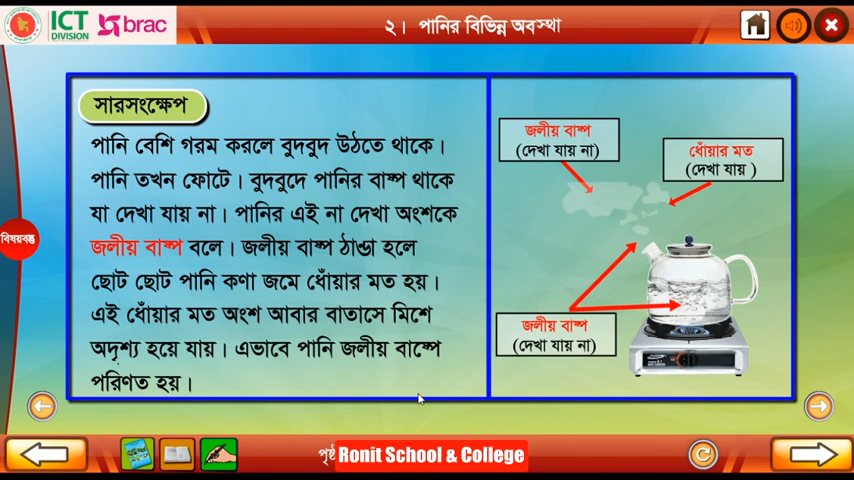 ICT
DIVISION
brac
২। পানির বিভিন্ন অবস্থা
সারসংক্ষেপ
পানি বেশি গরম করলে বুদবুদ উঠতে থাকে।
পানি তখন ফোটে। বুদবুদে পানির বাষ্প থাকে
যা দেখা যায় না। পানির এই না দেখা অংশকে
জলীয় বাষ্প বলে। জলীয় বাষ্প ঠাণ্ডা হলে
ছোট ছোট পানি কণা জমে ধোঁয়ার মত হয়।
এই ধোঁয়ার মত অংশ আবার বাতাসে মিশে
অদৃশ্য হয়ে যায়। এভাবে পানি জলীয় বাষ্পে
পরিণত হয়।
জলীয় বাষ্প
(দেখা যায় না)
ধোঁয়ার মত
(দেখা যায় )
জলীয় বাষ্প
(দেখা যায় না)
বিষয়বস্তু
Ronit School & College